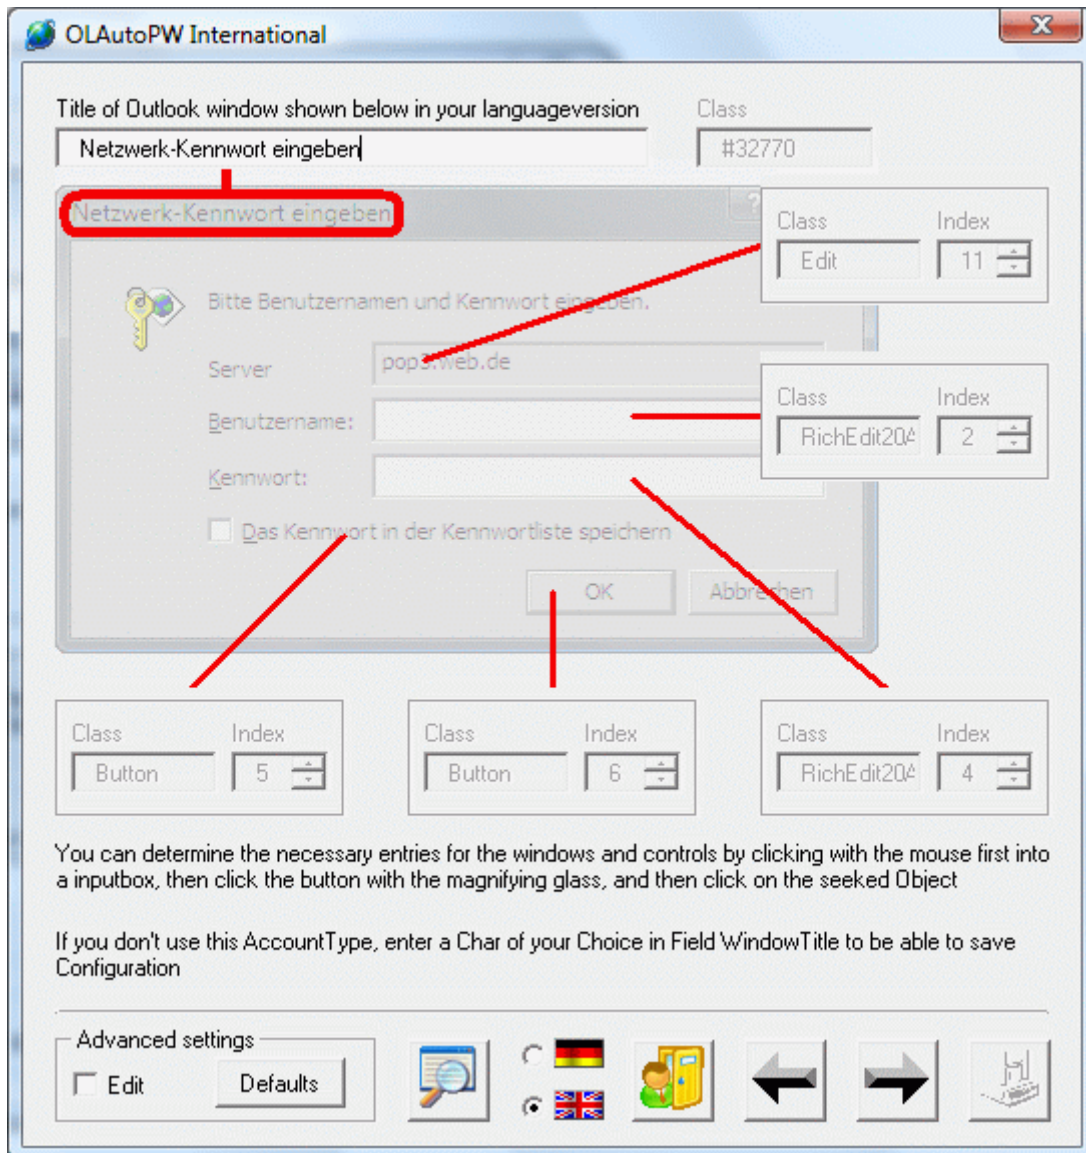 OLAutoPW International
Title of Outlook window shown below in your languageversion
Class
Netzwerk-Kennwort eingeben
#32770
Netzwerk-Kennwort eingeben
Class Index
Edit 11
Bitte Benutzernamen und Kennwort eingeben.
Server pop3.web.de
Class Index
RichEdit20A 2
Benutzername:
Kennwort:
Das Kennwort in der Kennwortliste speichern
OK Abbrechen
Class Index Class Index Class Index
Button 5 Button 6 RichEdit20A 4
You can determine the necessary entries for the windows and controls by clicking with the mouse first into
a inputbox, then click the button with the magnifying glass, and then click on the seeked Object
If you don't use this AccountType, enter a Char of your Choice in Field WindowTitle to be able to save
Configuration
Advanced settings
Edit Defaults